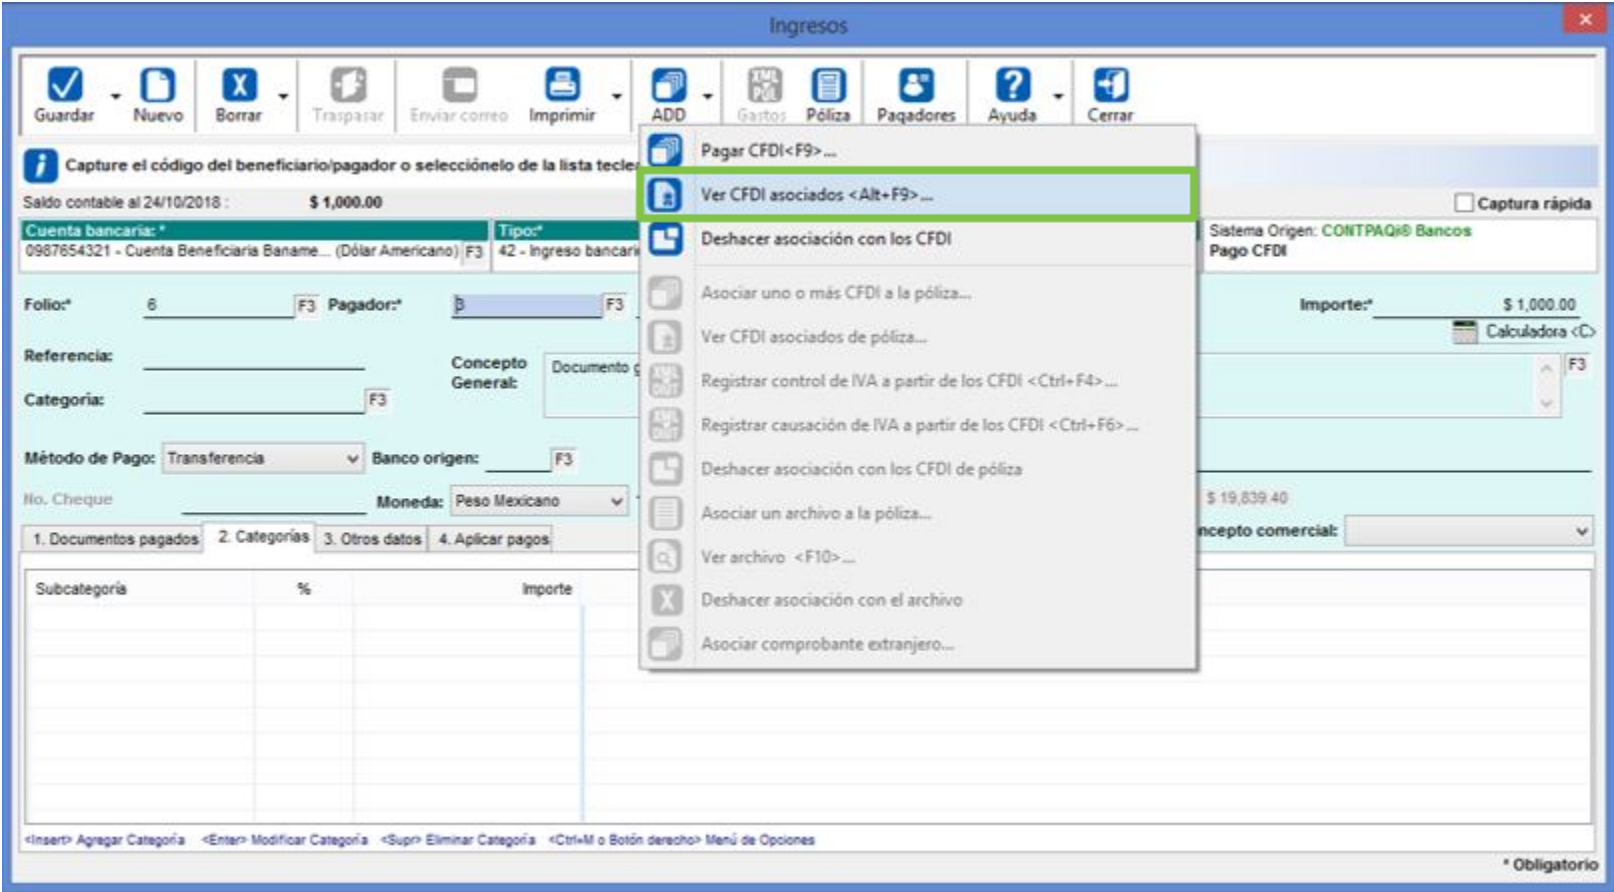 Ingresos
Guardar Nuevo Borrar Traspasar Enviar correo Imprimir ADD Gastos Póliza Pagadores Ayuda Cerrar
Capture el código del beneficiario/pagador o selecciónelo de la lista tecle
Saldo contable al 24/10/2018 : $ 1,000.00
Captura rápida
Cuenta bancaria: * Tipo:*
0987654321 - Cuenta Beneficiaria Baname... (Dólar Americano) F3 42 - Ingreso bancari
Sistema Origen: CONTPAQi® Bancos
Pago CFDI
Pagar CFDI<F9>...
Ver CFDI asociados <Alt+F9>...
Deshacer asociación con los CFDI
Asociar uno o más CFDI a la póliza...
Ver CFDI asociados de póliza...
Registrar control de IVA a partir de los CFDI <Ctrl+F4>...
Registrar causación de IVA a partir de los CFDI <Ctrl+F6>...
Deshacer asociación con los CFDI de póliza
Asociar un archivo a la póliza...
Ver archivo <F10>...
Deshacer asociación con el archivo
Asociar comprobante extranjero...
Folio:* 6 F3 Pagador:* 3 F3 Importe:* $ 1,000.00
Calculadora <C>
Referencia:
Concepto General: Documento g F3
Categoría: F3
Método de Pago: Transferencia Banco origen: F3
No. Cheque Moneda: Peso Mexicano $ 19,839.40
ncepto comercial:
1. Documentos pagados 2. Categorías 3. Otros datos 4. Aplicar pagos
Subcategoría % Importe
<Insert> Agregar Categoría <Enter> Modificar Categoría <Supr> Eliminar Categoría <Ctrl+M o Botón derecho> Menú de Opciones
* Obligatorio